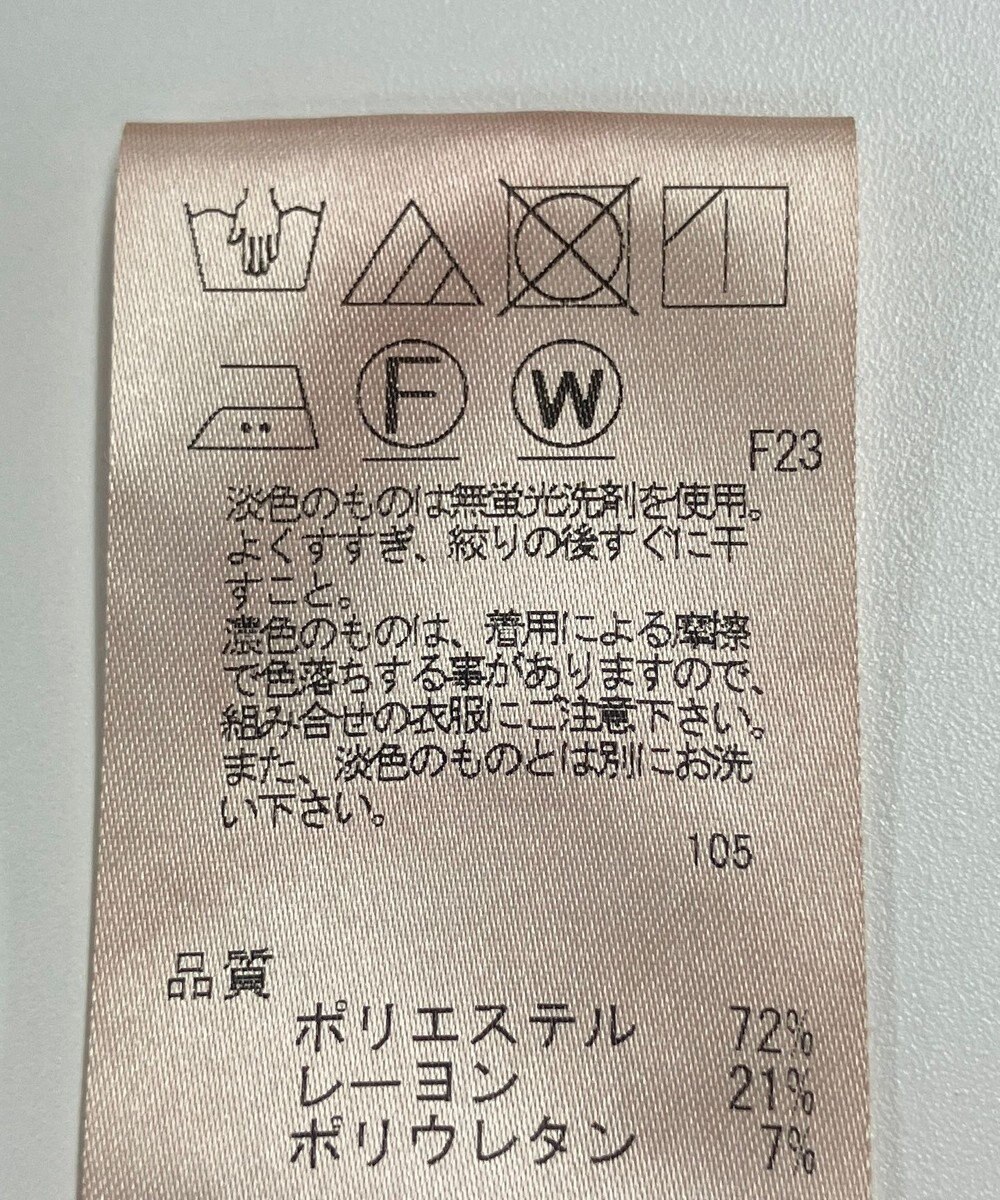 F
W
F23
淡色のものは無蛍光洗剤を使用。
よくすすぎ、絞りの後すぐに干
すこと。
濃色のものは、着用による摩擦
で色落ちする事がありますので、
組み合せの衣服にご注意下さい。
また、淡色のものとは別にお洗
い下さい。
105
品質
ポリエステル 72%
レーヨン 21%
ポリウレタン 7%